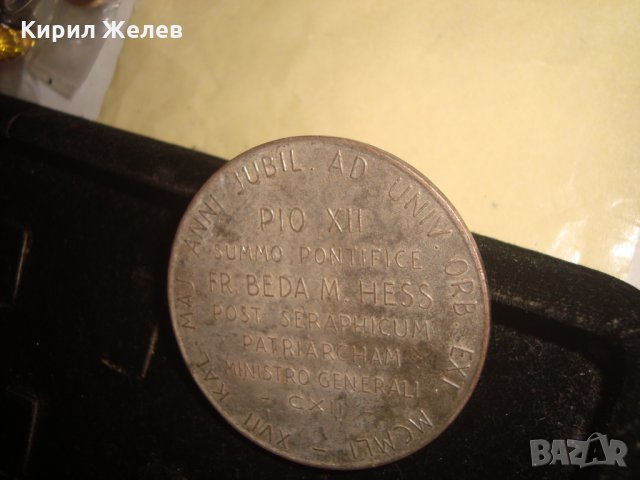 Кирил Желев
XVII KAL. MAJ ANNI JUBIL. AD UNIV. ORB. EXT. MCMLI -
PIO XII
SUMMO PONTIFICE
FR. BEDA M. HESS
POST SERAPHICUM
PATRIARCHAM
MINISTRO GENERALI
- CXII -
BAZAR